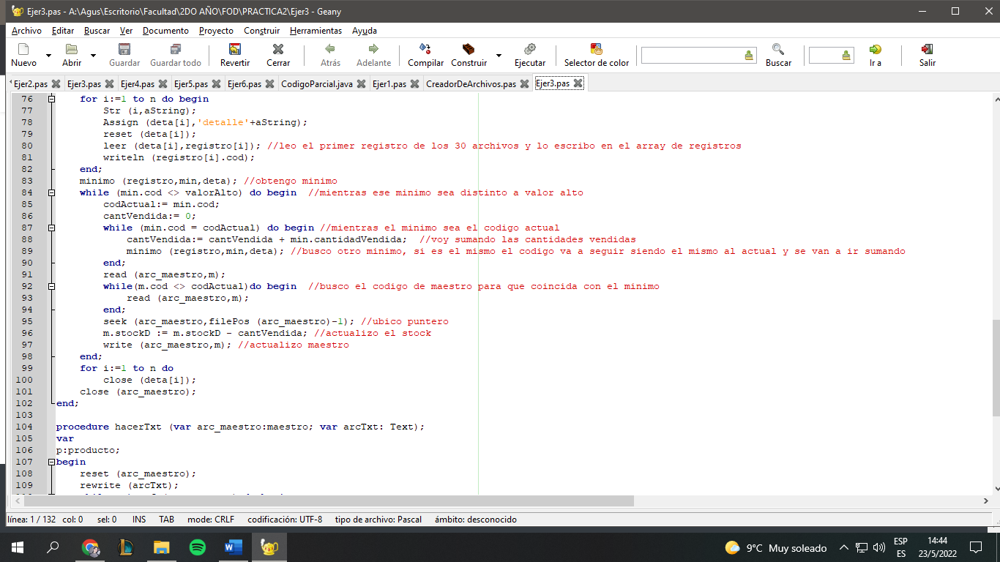 Ejer3.pas - A:\Agus\Escritorio\Facultad\2DO AÑO\FOD\PRACTICA2\Ejer3 - Geany
Archivo Editar Buscar Ver Documento Proyecto Construir Herramientas Ayuda
Nuevo Abrir Guardar Guardar todo Revertir Cerrar Atrás Adelante Compilar Construir Ejecutar Selector de color Buscar Ir a Salir
Ejer2.pas Ejer3.pas Ejer4.pas Ejer5.pas Ejer6.pas CodigoParcial.java Ejer1.pas CreadorDeArchivos.pas Ejer3.pas
76 for i:=1 to n do begin
77 Str (i,aString);
78 Assign (deta[i],'detalle'+aString);
79 reset (deta[i]);
80 leer (deta[i],registro[i]); //leo el primer registro de los 30 archivos y lo escribo en el array de registros
81 writeln (registro[i].cod);
82 end;
83 minimo (registro,min,deta); //obtengo minimo
84 while (min.cod <> valorAlto) do begin //mientras ese minimo sea distinto a valor alto
85 codActual:= min.cod;
86 cantVendida:= 0;
87 while (min.cod = codActual) do begin //mientras el minimo sea el codigo actual
88 cantVendida:= cantVendida + min.cantidadVendida; //voy sumando las cantidades vendidas
89 minimo (registro,min,deta); //busco otro minimo, si es el mismo el codigo va a seguir siendo el mismo al actual y se van a ir sumando
90 end;
91 read (arc_maestro,m);
92 while(m.cod <> codActual)do begin //busco el codigo de maestro para que coincida con el minimo
93 read (arc_maestro,m);
94 end;
95 seek (arc_maestro,filePos (arc_maestro)-1); //ubico puntero
96 m.stockD := m.stockD - cantVendida; //actualizo el stock
97 write (arc_maestro,m); //actualizo maestro
98 end;
99 for i:=1 to n do
100 close (deta[i]);
101 close (arc_maestro);
102 end;
103
104 procedure hacerTxt (var arc_maestro:maestro; var arcTxt: Text);
105 var
106 p:producto;
107 begin
108 reset (arc_maestro);
109 rewrite (arcTxt);
línea: 1 / 132 col: 0 sel: 0 INS TAB mode: CRLF codificación: UTF-8 tipo de archivo: Pascal ámbito: desconocido
9°C Muy soleado
ESP
ES
14:44
23/5/2022